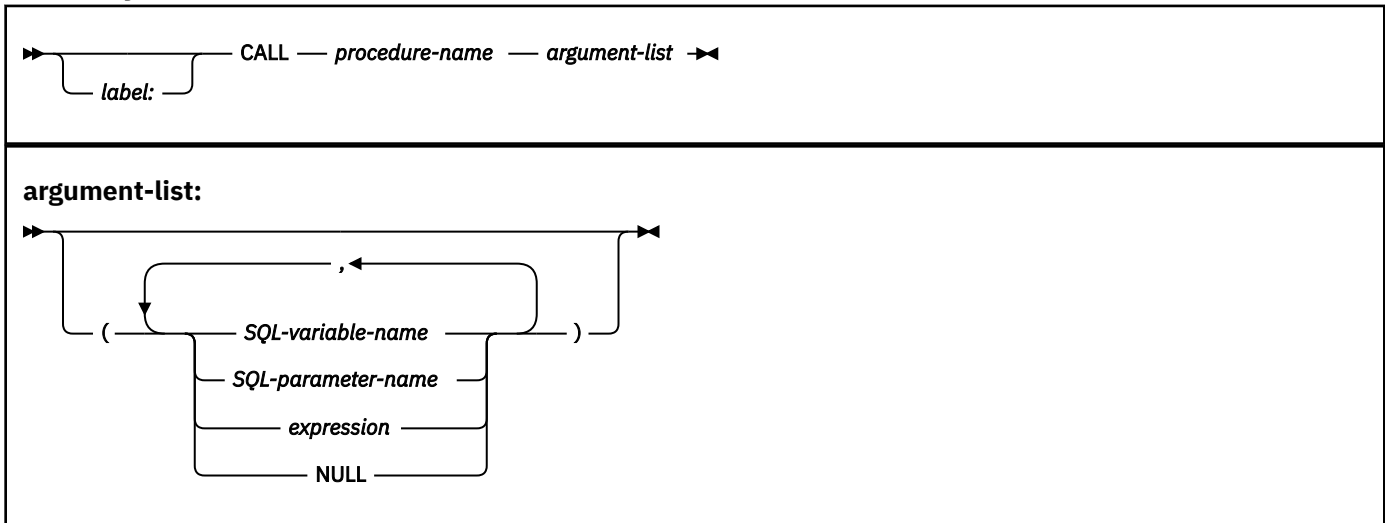 CALL procedure-name argument-list
label:
argument-list:
,
( SQL-variable-name )
SQL-parameter-name
expression
NULL